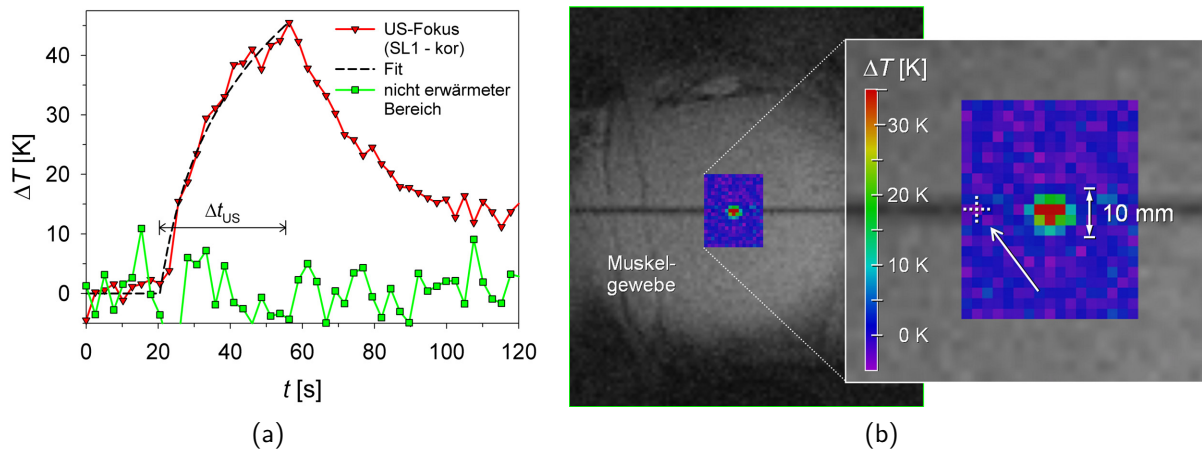 US-Fokus
(SL1 - kor)
Fit
nicht erwärmeter
Bereich
ΔT [K]
40
30
20
10
0
Δt_US
0 20 40 60 80 100 120
t [s]
(a)
Muskel-
gewebe
ΔT [K]
30 K
20 K
10 K
0 K
10 mm
(b)